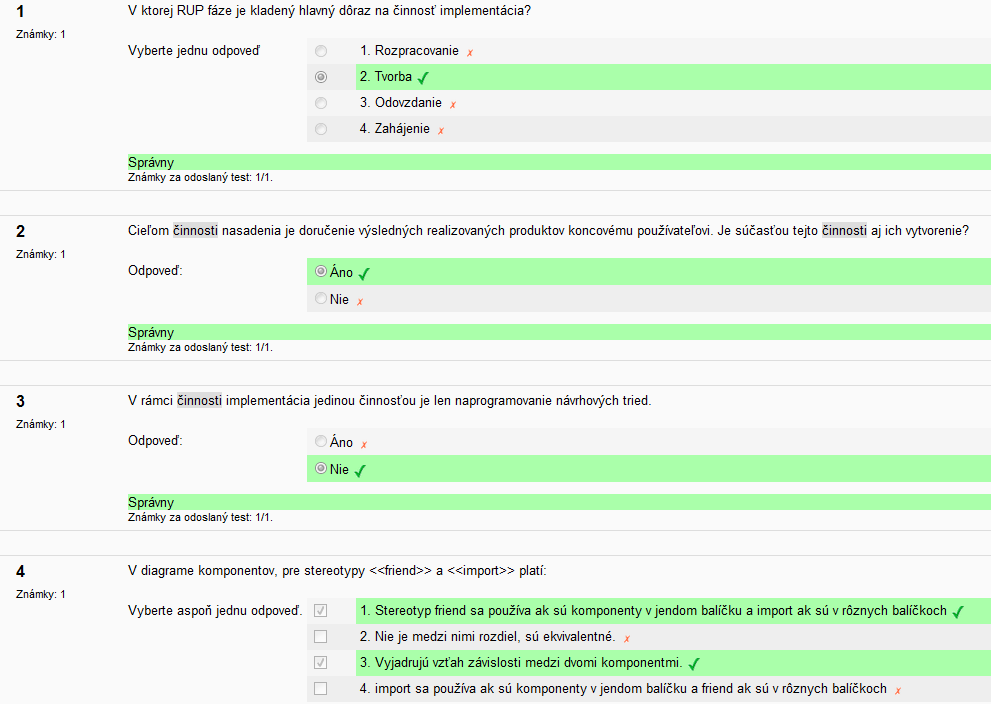 1
V ktorej RUP fáze je kladený hlavný dôraz na činnosť implementácia?
Známky: 1
Vyberte jednu odpoveď
1. Rozpracovanie ✗
2. Tvorba ✓
3. Odovzdanie ✗
4. Zahájenie ✗
Správny
Známky za odoslaný test: 1/1.
2
Cieľom činnosti nasadenia je doručenie výsledných realizovaných produktov koncovému používateľovi. Je súčasťou tejto činnosti aj ich vytvorenie?
Známky: 1
Odpoveď:
Áno ✓
Nie ✗
Správny
Známky za odoslaný test: 1/1.
3
V rámci činnosti implementácia jedinou činnosťou je len naprogramovanie návrhových tried.
Známky: 1
Odpoveď:
Áno ✗
Nie ✓
Správny
Známky za odoslaný test: 1/1.
4
V diagrame komponentov, pre stereotypy <<friend>> a <<import>> platí:
Známky: 1
Vyberte aspoň jednu odpoveď.
1. Stereotyp friend sa používa ak sú komponenty v jendom balíčku a import ak sú v rôznych balíčkoch ✓
2. Nie je medzi nimi rozdiel, sú ekvivalentné. ✗
3. Vyjadrujú vzťah závislosti medzi dvomi komponentmi. ✓
4. import sa používa ak sú komponenty v jendom balíčku a friend ak sú v rôznych balíčkoch ✗